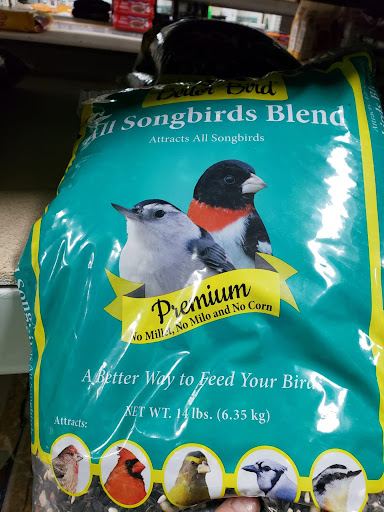 Better Bird
All Songbirds Blend
Attracts All Songbirds
Premium
No Millet, No Milo and No Corn
A Better Way to Feed Your Birds
NET WT. 14 lbs. (6.35 kg)
Attracts: